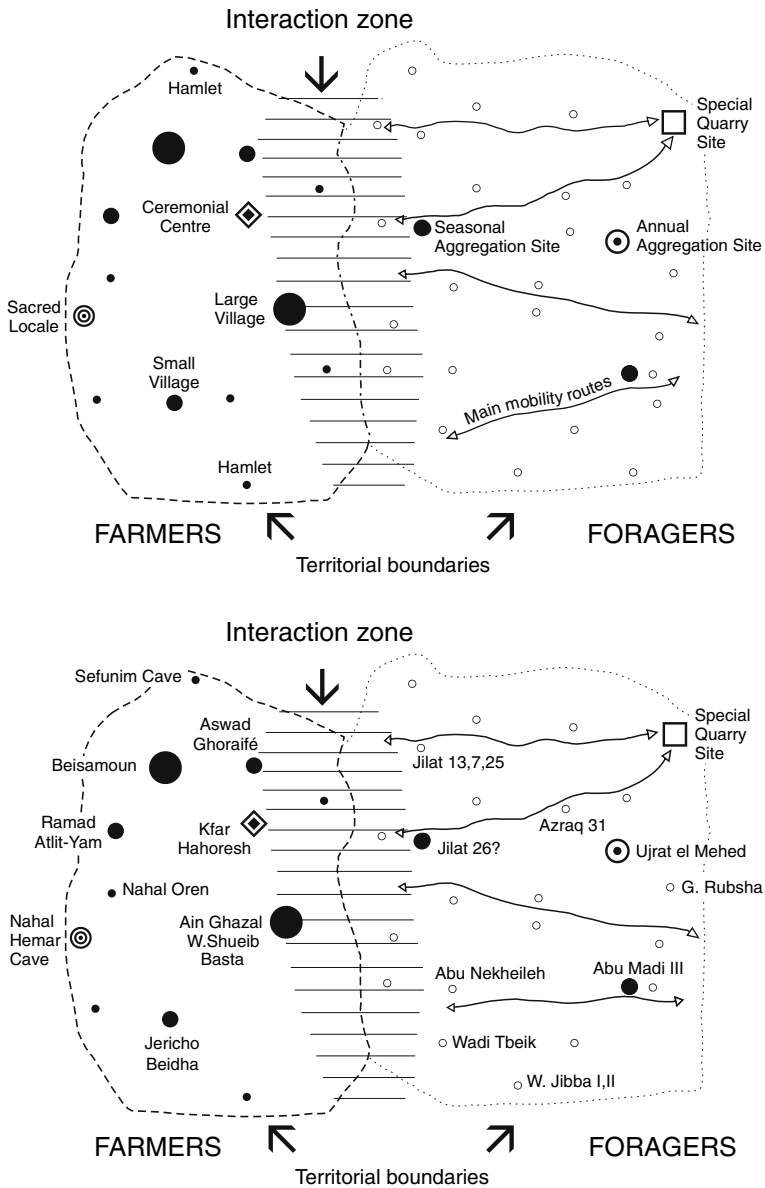 Interaction zone
Hamlet
Special
Quarry
Site
Ceremonial
Centre
Seasonal
Aggregation Site
Annual
Aggregation Site
Sacred
Locale
Large
Village
Small
Village
Main mobility routes
Hamlet
FARMERS
FORAGERS
Territorial boundaries
Interaction zone
Sefunim Cave
Aswad
Ghoraifé
Special
Quarry
Site
Beisamoun
Jilat 13,7,25
Ramad
Atlit-Yam
Kfar
Hahoresh
Azraq 31
Jilat 26?
Ujrat el Mehed
Nahal Oren
G. Rubsha
Nahal
Hemar
Cave
Ain Ghazal
W.Shueib
Basta
Abu Nekheileh
Abu Madi III
Jericho
Beidha
Wadi Tbeik
W. Jibba I,II
FARMERS
FORAGERS
Territorial boundaries